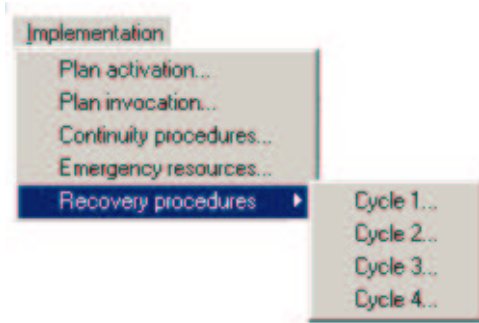 Implementation
Plan activation...
Plan invocation...
Continuity procedures...
Emergency resources...
Recovery procedures
Cycle 1...
Cycle 2...
Cycle 3...
Cycle 4...